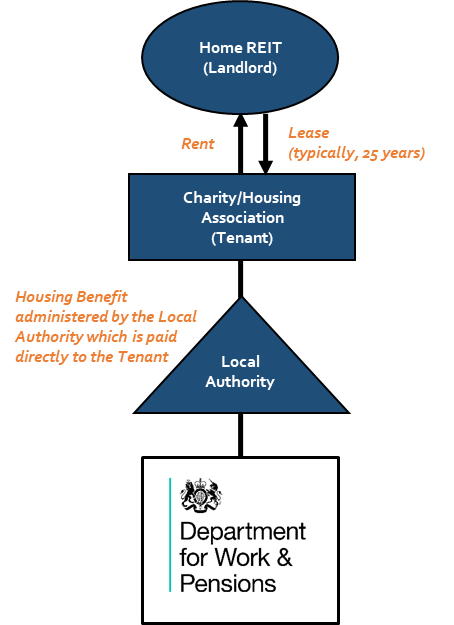 Home REIT
(Landlord)
Rent
Lease
(typically, 25 years)
Charity/Housing
Association
(Tenant)
Housing Benefit
administered by the Local
Authority which is paid
directly to the Tenant
Local
Authority
Department
for Work &
Pensions